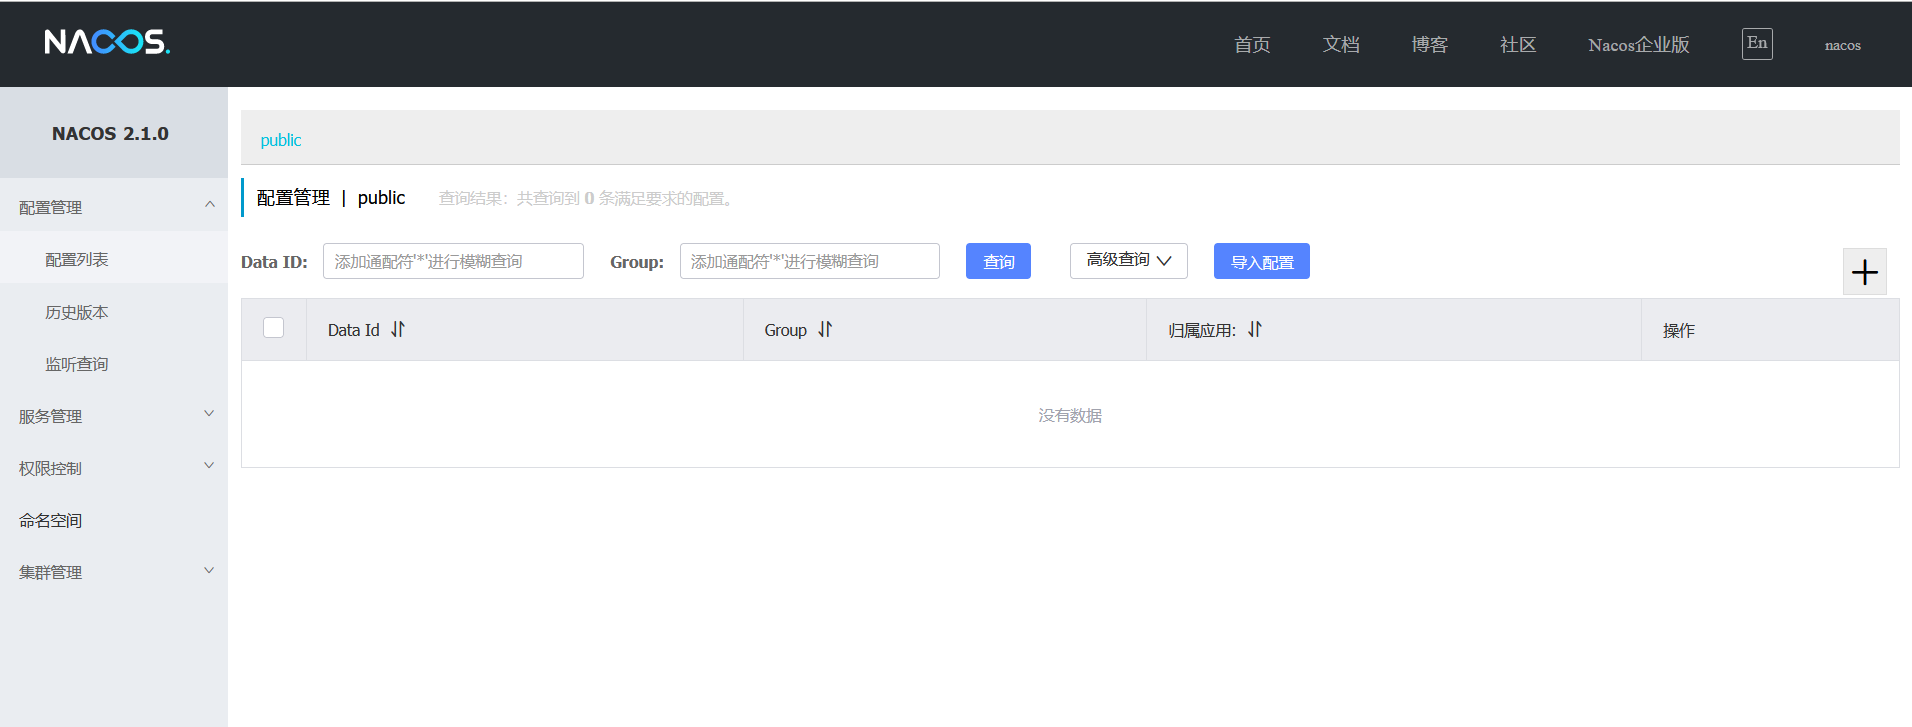 NACOS.
首页 文档 博客 社区 Nacos企业版 En nacos
NACOS 2.1.0
配置管理
配置列表
历史版本
监听查询
服务管理
权限控制
命名空间
集群管理
public
配置管理 | public 查询结果：共查询到 0 条满足要求的配置。
Data ID: 添加通配符'*'进行模糊查询 Group: 添加通配符'*'进行模糊查询 查询 高级查询 导入配置
Data Id Group 归属应用: 操作
没有数据